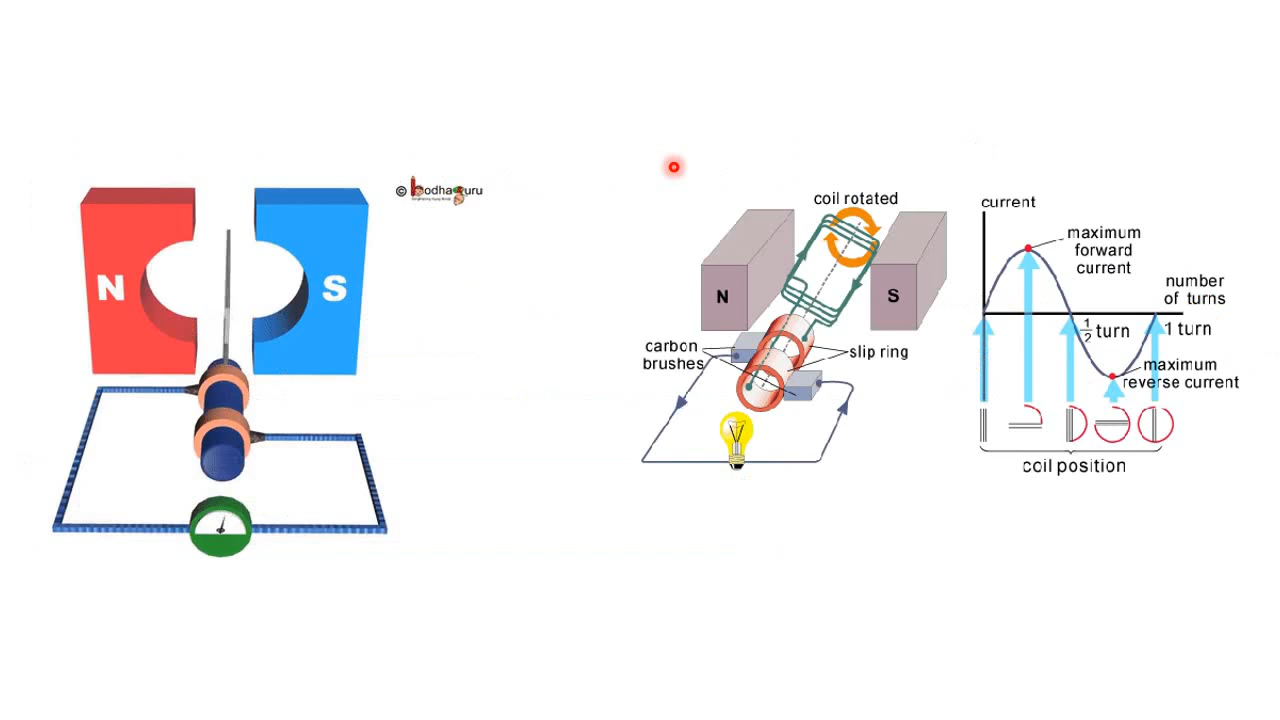 N
S
© bodhaguru
coil rotated
N
S
carbon
brushes
slip ring
current
maximum
forward
current
number
of turns
1/2 turn
1 turn
maximum
reverse current
coil position